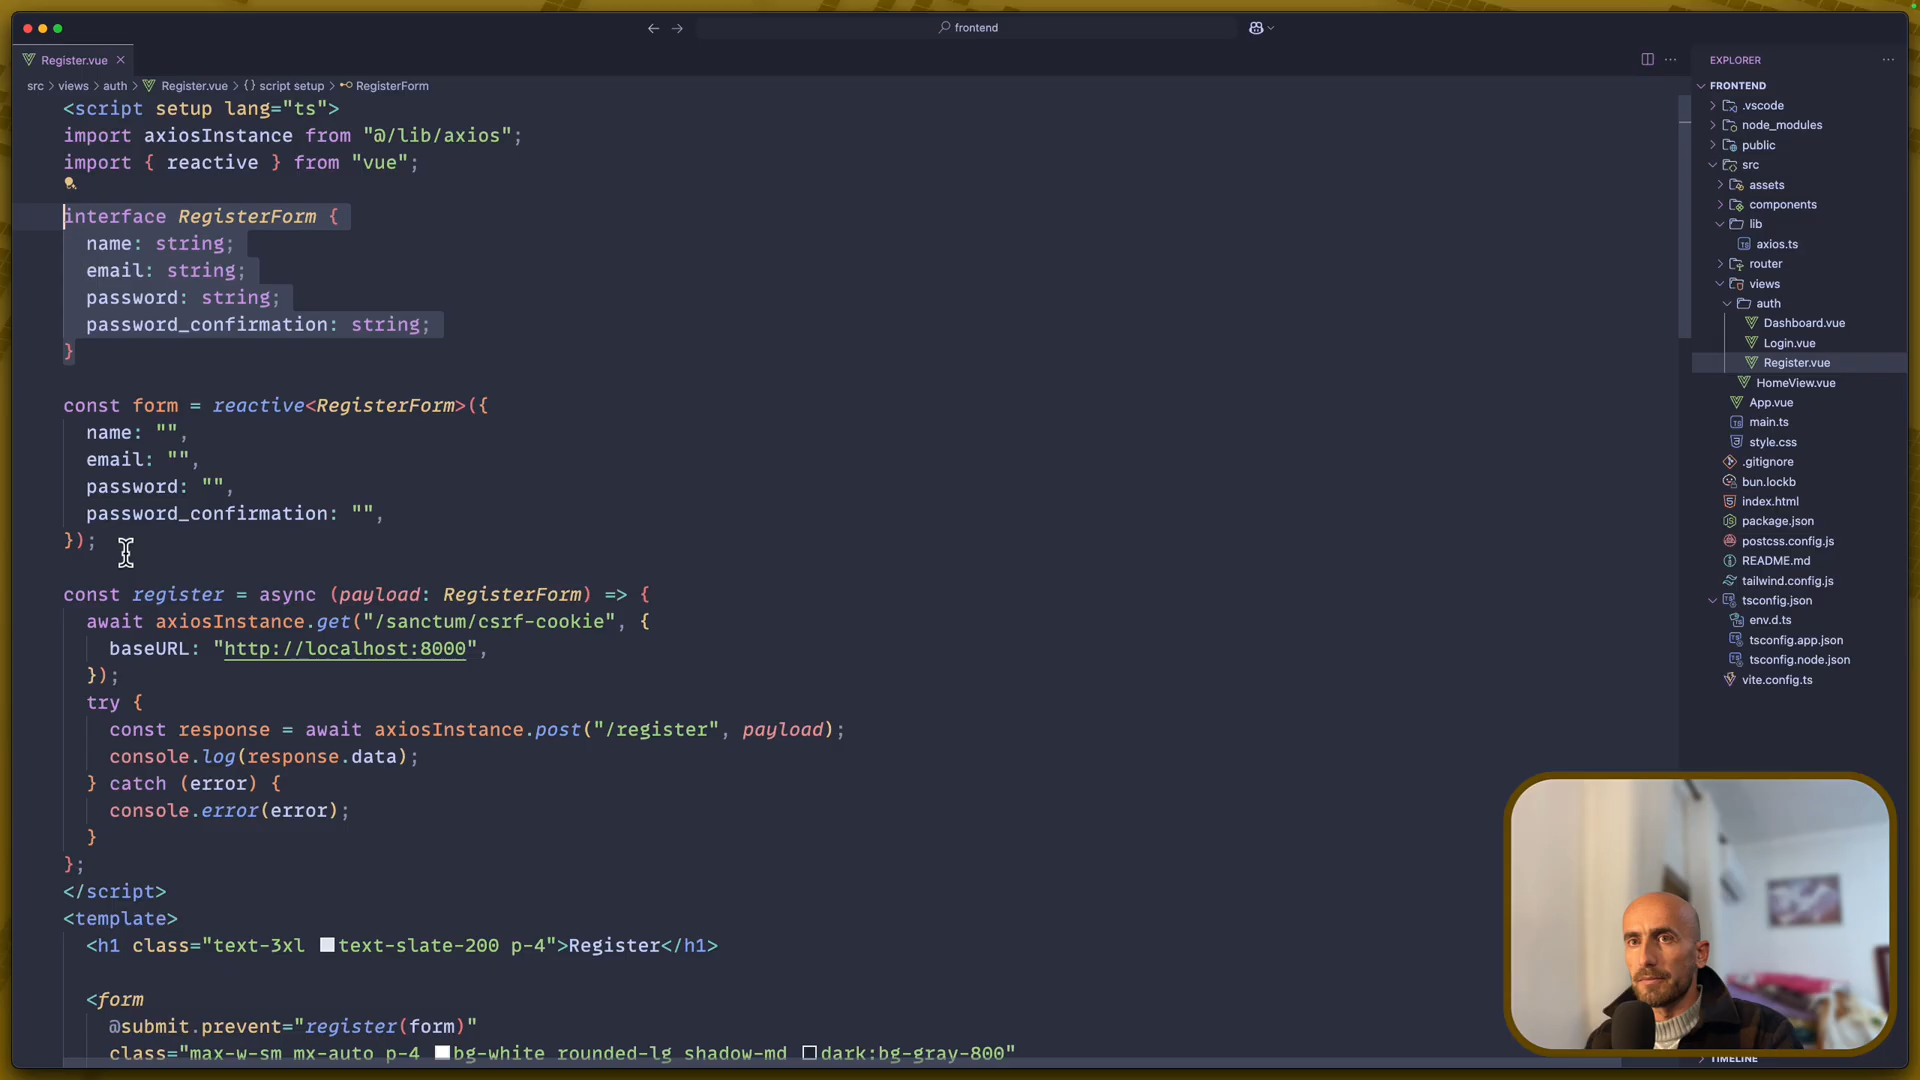 frontend
Register.vue
src > views > auth > Register.vue > {} script setup > RegisterForm
<script setup lang="ts">
import axiosInstance from "@/lib/axios";
import { reactive } from "vue";
interface RegisterForm {
name: string;
email: string;
password: string;
password_confirmation: string;
}
const form = reactive<RegisterForm>({
name: "",
email: "",
password: "",
password_confirmation: "",
});
const register = async (payload: RegisterForm) => {
await axiosInstance.get("/sanctum/csrf-cookie", {
baseURL: "http://localhost:8000",
});
try {
const response = await axiosInstance.post("/register", payload);
console.log(response.data);
} catch (error) {
console.error(error);
}
};
</script>
<template>
<h1 class="text-3xl text-slate-200 p-4">Register</h1>
<form
@submit.prevent="register(form)"
class="max-w-sm mx-auto p-4 bg-white rounded-lg shadow-md dark:bg-gray-800"
EXPLORER
FRONTEND
.vscode
node_modules
public
src
assets
components
lib
axios.ts
router
views
auth
Dashboard.vue
Login.vue
Register.vue
HomeView.vue
App.vue
main.ts
style.css
.gitignore
bun.lockb
index.html
package.json
postcss.config.js
README.md
tailwind.config.js
tsconfig.json
env.d.ts
tsconfig.app.json
tsconfig.node.json
vite.config.ts
TIMELINE